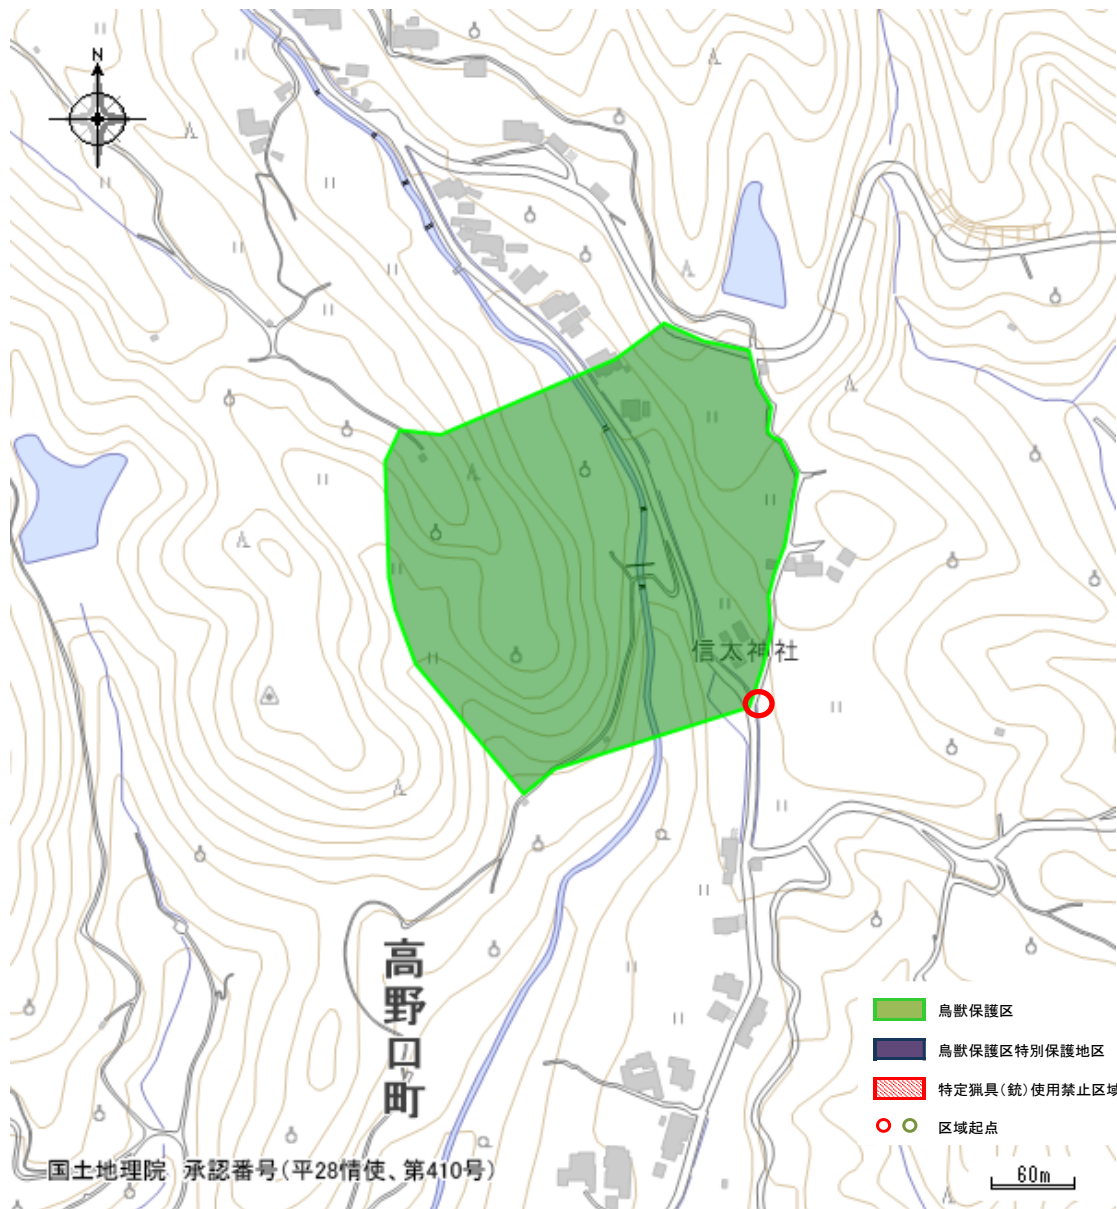 N
信太神社
高野口町
鳥獣保護区
鳥獣保護区特別保護地区
特定猟具(銃)使用禁止区域
区域起点
国土地理院 承認番号(平28情使、第410号)
60m